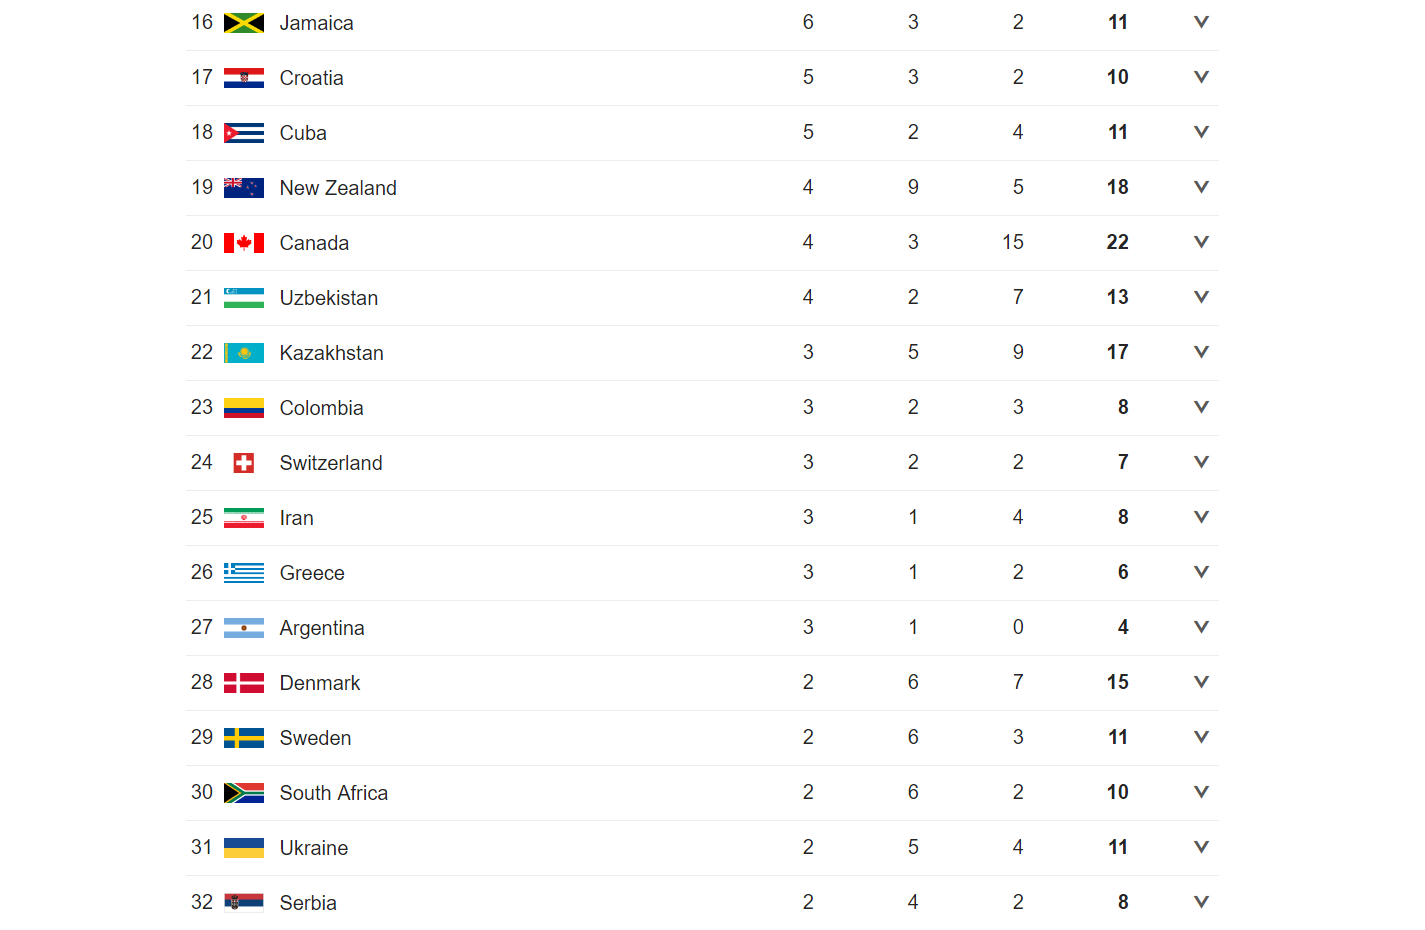 16 Jamaica 6 3 2 11
17 Croatia 5 3 2 10
18 Cuba 5 2 4 11
19 New Zealand 4 9 5 18
20 Canada 4 3 15 22
21 Uzbekistan 4 2 7 13
22 Kazakhstan 3 5 9 17
23 Colombia 3 2 3 8
24 Switzerland 3 2 2 7
25 Iran 3 1 4 8
26 Greece 3 1 2 6
27 Argentina 3 1 0 4
28 Denmark 2 6 7 15
29 Sweden 2 6 3 11
30 South Africa 2 6 2 10
31 Ukraine 2 5 4 11
32 Serbia 2 4 2 8